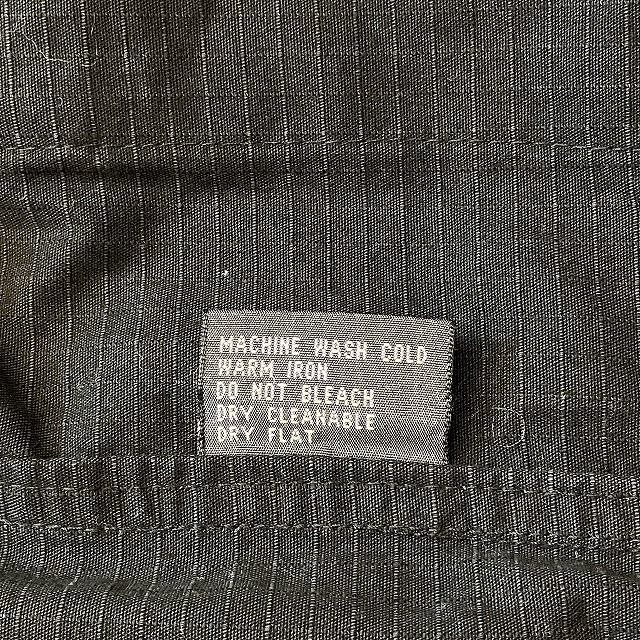 MACHINE WASH COLD
WARM IRON
DO NOT BLEACH
DRY CLEANABLE
DRY FLAT